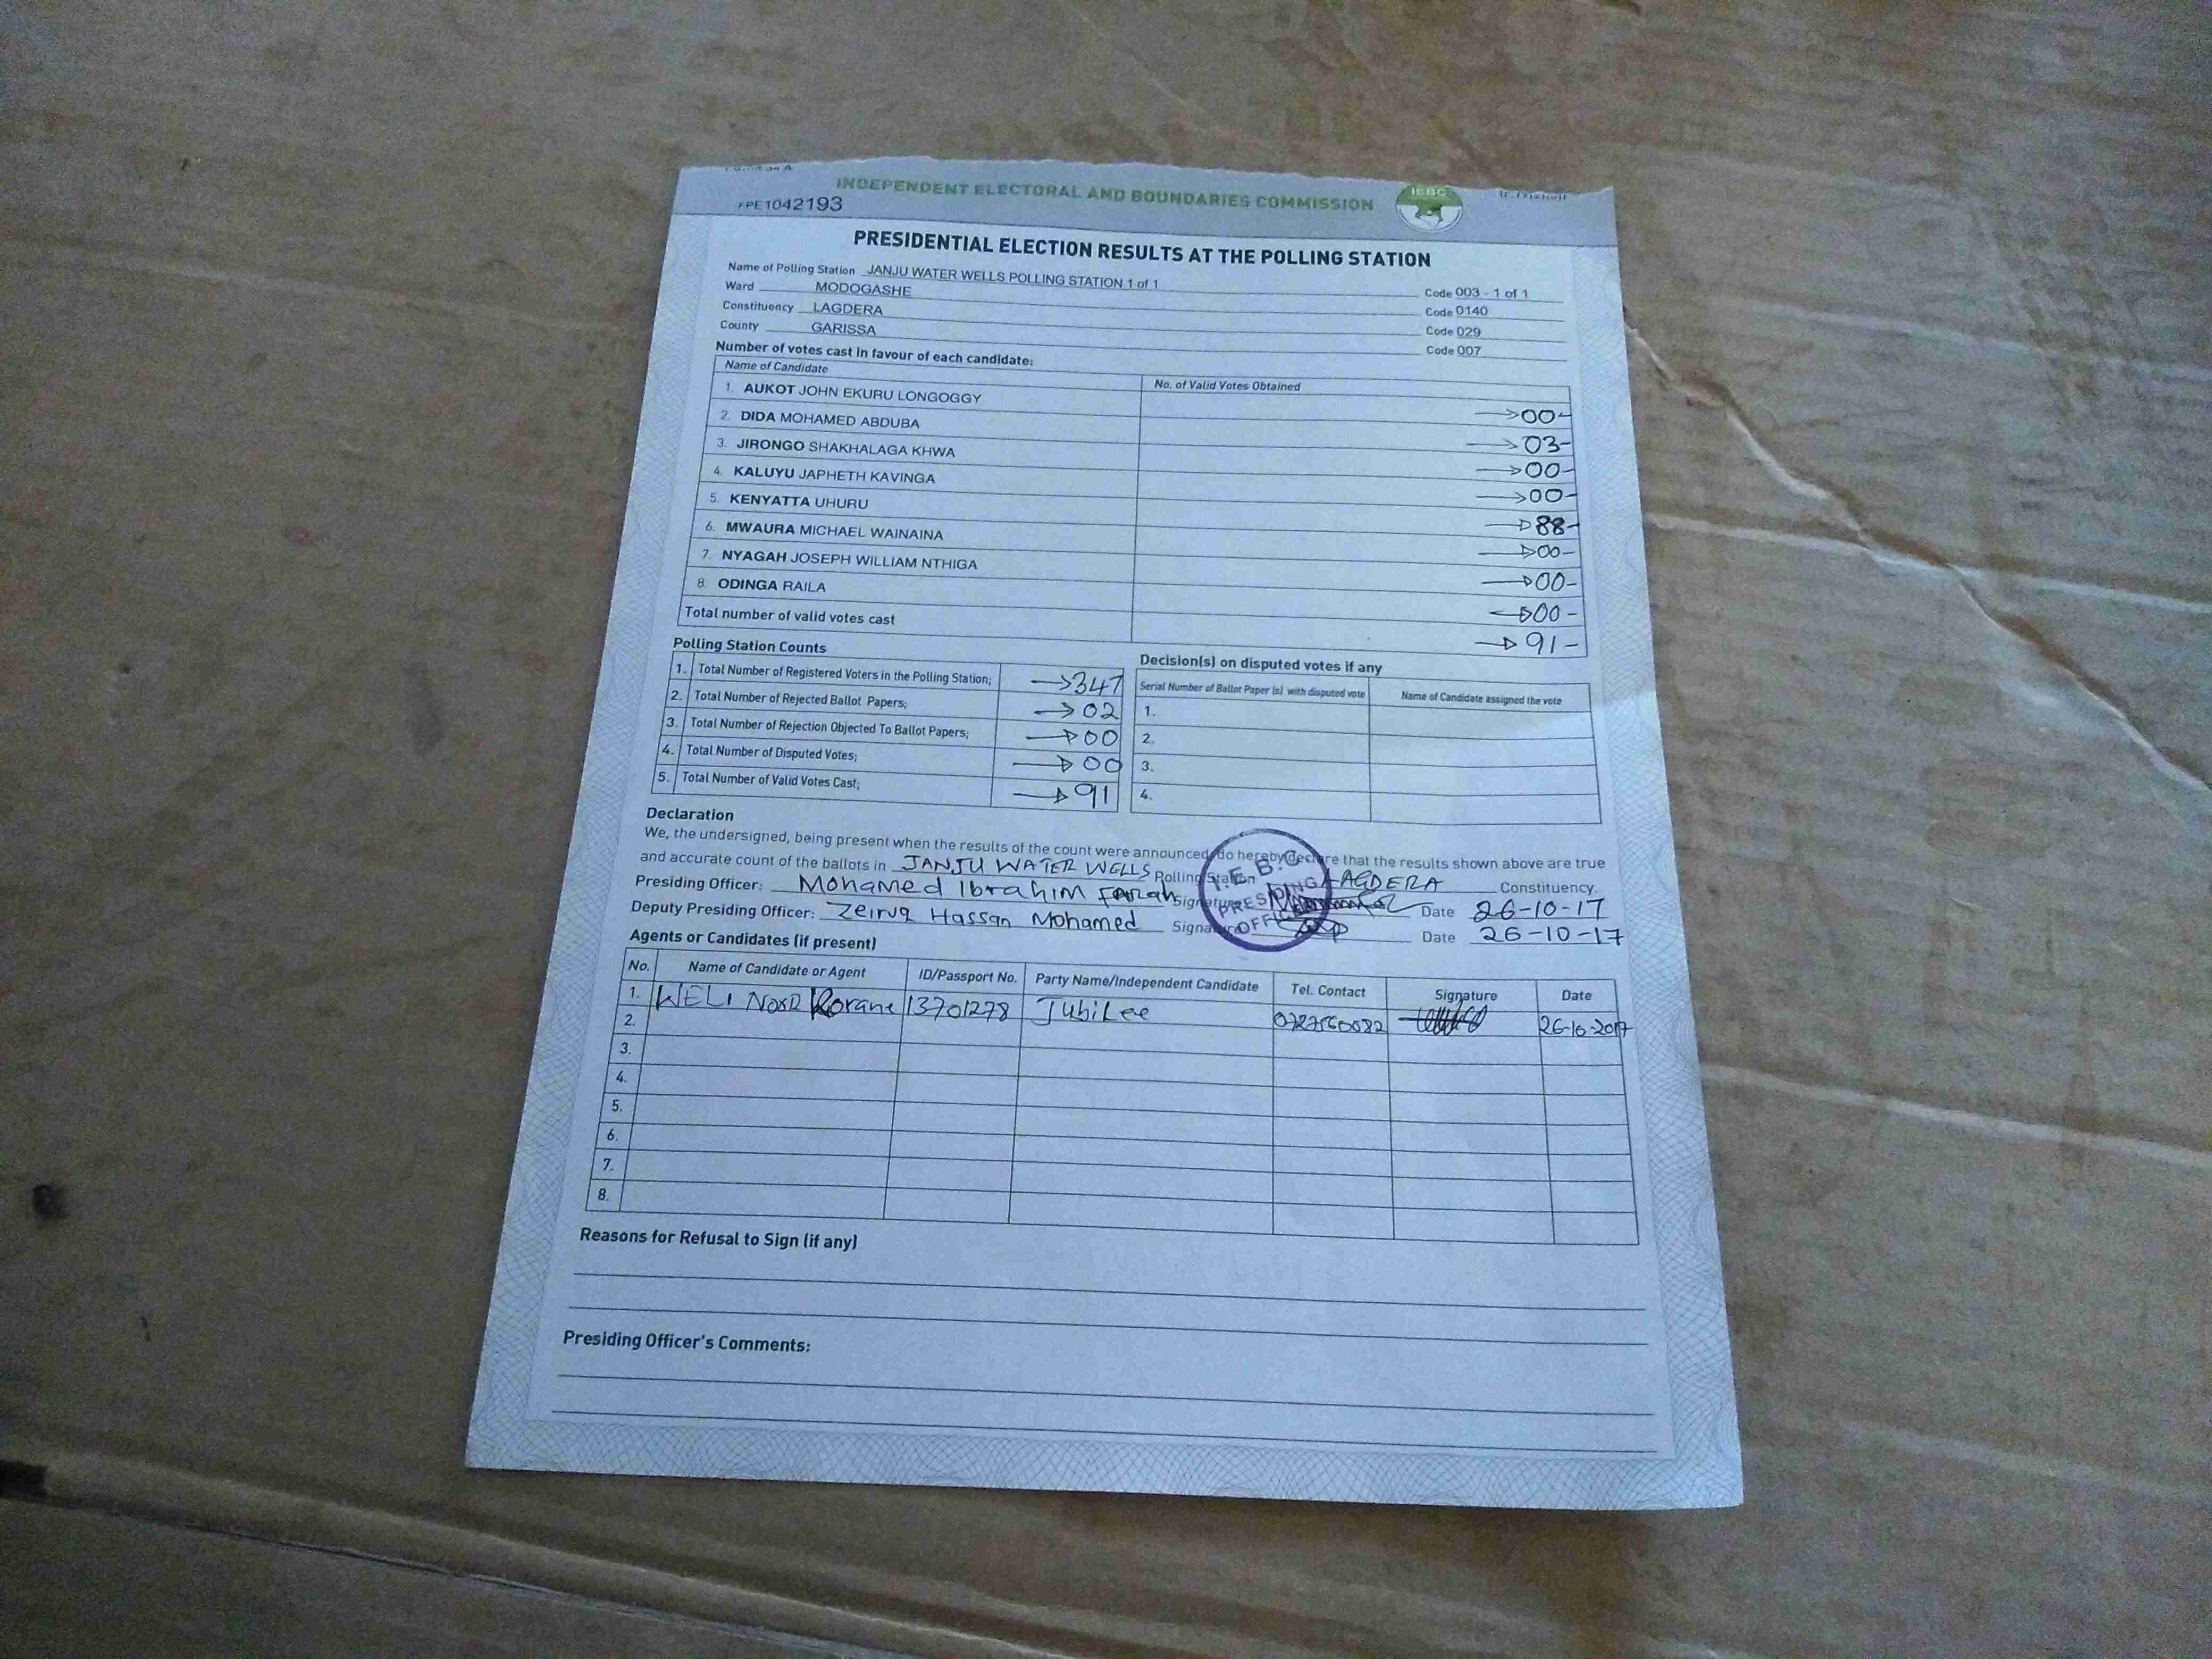 INDEPENDENT ELECTORAL AND BOUNDARIES COMMISSION
IEBC
PE1042193
PRESIDENTIAL ELECTION RESULTS AT THE POLLING STATION
Name of Polling Station JANJU WATER WELLS POLLING STATION 1 of 1 Code 003 - 1 of 1
Ward MODOGASHE Code 0140
Constituency LAGDERA Code 029
County GARISSA Code 007
Number of votes cast in favour of each candidate:
Name of Candidate No. of Valid Votes Obtained
1. AUKOT JOHN EKURU LONGOGGY →00-
2. DIDA MOHAMED ABDUBA →03-
3. JIRONGO SHAKHALAGA KHWA →00-
4. KALUYU JAPHETH KAVINGA →00-
5. KENYATTA UHURU →88-
6. MWAURA MICHAEL WAINAINA →00-
7. NYAGAH JOSEPH WILLIAM NTHIGA →00-
8. ODINGA RAILA →00-
Total number of valid votes cast →91-
Polling Station Counts
1. Total Number of Registered Voters in the Polling Station; →347
2. Total Number of Rejected Ballot Papers; →02
3. Total Number of Rejection Objected To Ballot Papers; →00
4. Total Number of Disputed Votes; →00
5. Total Number of Valid Votes Cast; →91
Decision(s) on disputed votes if any
Serial Number of Ballot Paper (s) with disputed vote Name of Candidate assigned the vote
1.
2.
3.
4.
Declaration
We, the undersigned, being present when the results of the count were announced, do hereby declare that the results shown above are true
and accurate count of the ballots in JANJU WATER WELLS Polling Station LAGDERA Constituency.
Presiding Officer: Mohamed Ibrahim Farah Signature Date 26-10-17
Deputy Presiding Officer: Zeirua Hassan Mohamed Signature Date 26-10-17
I.E.B.C
PRESIDING
OFFICER
Agents or Candidates (if present)
No. Name of Candidate or Agent ID/Passport No. Party Name/Independent Candidate Tel. Contact Signature Date
1. WELI NOOR Korane 13701278 JubiLee 26-10-2017
2.
3.
4.
5.
6.
7.
8.
Reasons for Refusal to Sign (if any)
Presiding Officer's Comments: